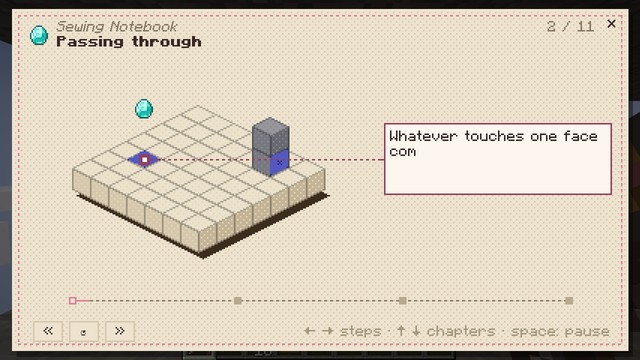 Sewing Notebook
2 / 11
Passing through
Whatever touches one face
com
← → steps · ↑ ↓ chapters · space: pause